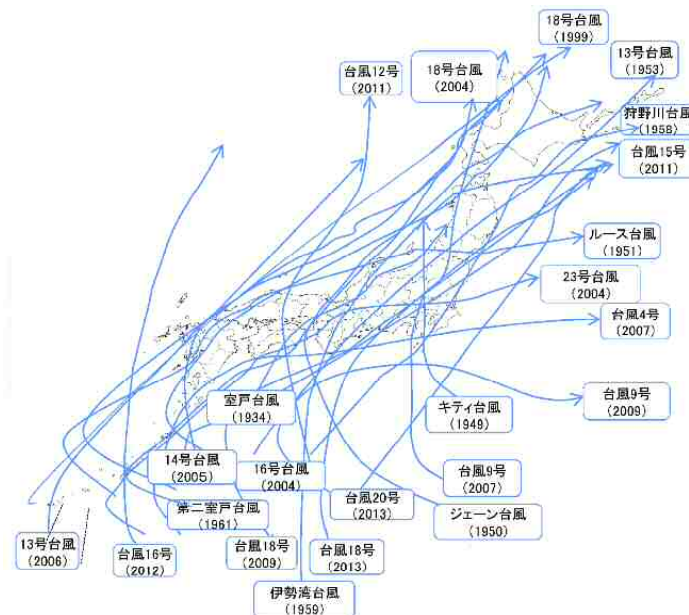 18号台風
(1999)
13号台風
(1953)
台風12号
(2011)
18号台風
(2004)
狩野川台風
(1958)
台風15号
(2011)
ルース台風
(1951)
23号台風
(2004)
台風4号
(2007)
台風9号
(2009)
室戸台風
(1934)
キティ台風
(1949)
14号台風
(2005)
16号台風
(2004)
台風9号
(2007)
台風20号
(2013)
第二室戸台風
(1961)
ジェーン台風
(1950)
13号台風
(2006)
台風16号
(2012)
台風18号
(2009)
台風18号
(2013)
伊勢湾台風
(1959)